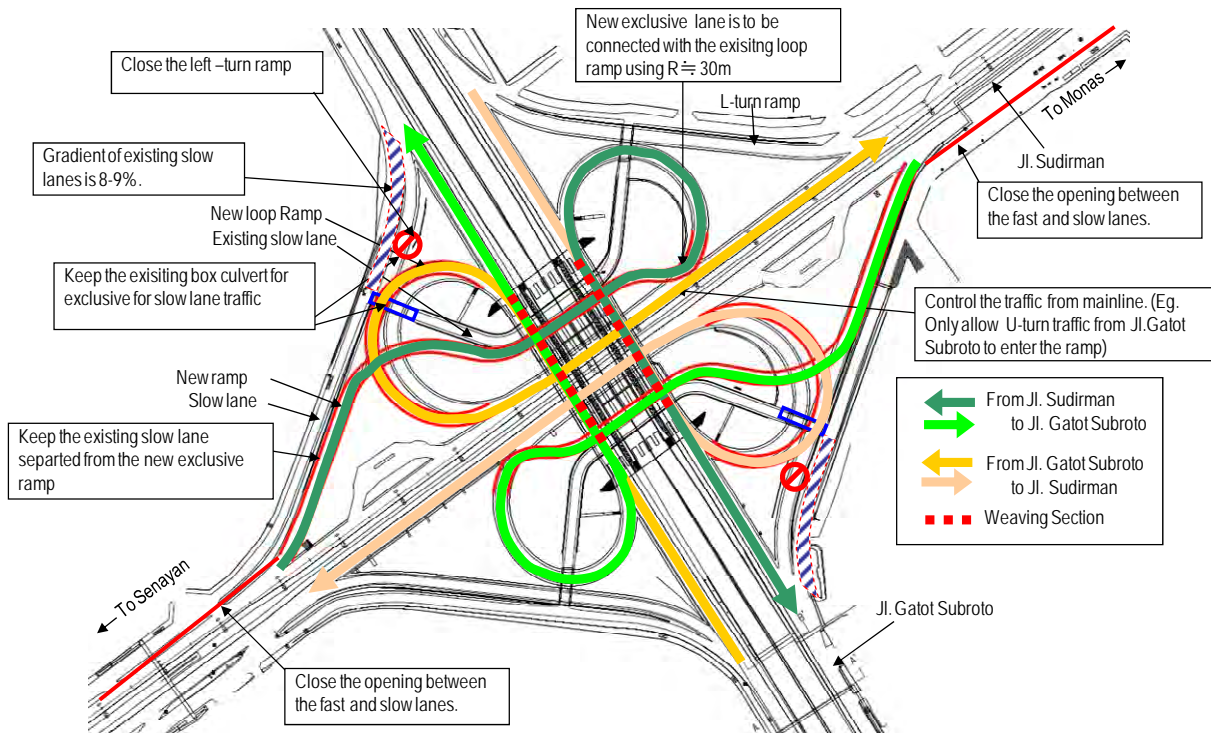 New exclusive lane is to be
connected with the exisitng loop
ramp using R≒30m
Close the left –turn ramp
L-turn ramp
To Monas
Jl. Sudirman
Gradient of existing slow
lanes is 8-9%.
Close the opening between
the fast and slow lanes.
New loop Ramp
Existing slow lane
Keep the exisiting box culvert for
exclusive for slow lane traffic
Control the traffic from mainline. (Eg.
Only allow U-turn traffic from Jl.Gatot
Subroto to enter the ramp)
New ramp
Slow lane
Keep the existing slow lane
separted from the new exclusive
ramp
From Jl. Sudirman
to Jl. Gatot Subroto
From Jl. Gatot Subroto
to Jl. Sudirman
Weaving Section
To Senayan
Jl. Gatot Subroto
Close the opening between
the fast and slow lanes.